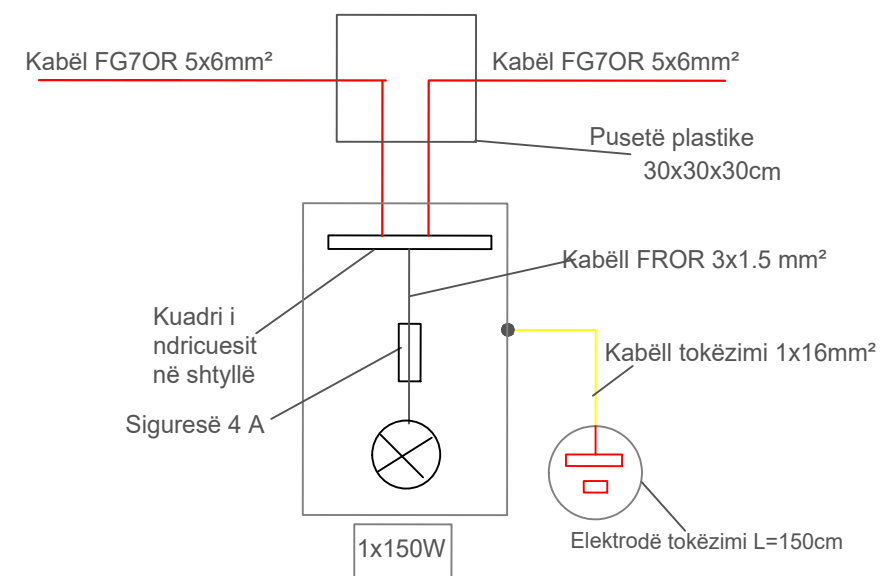 Kabël FG7OR 5x6mm²
Kabël FG7OR 5x6mm²
Pusetë plastike
30x30x30cm
Kabëll FROR 3x1.5 mm²
Kuadri i
ndricuesit
në shtyllë
Kabëll tokëzimi 1x16mm²
Siguresë 4 A
Elektrodë tokëzimi L=150cm
1x150W